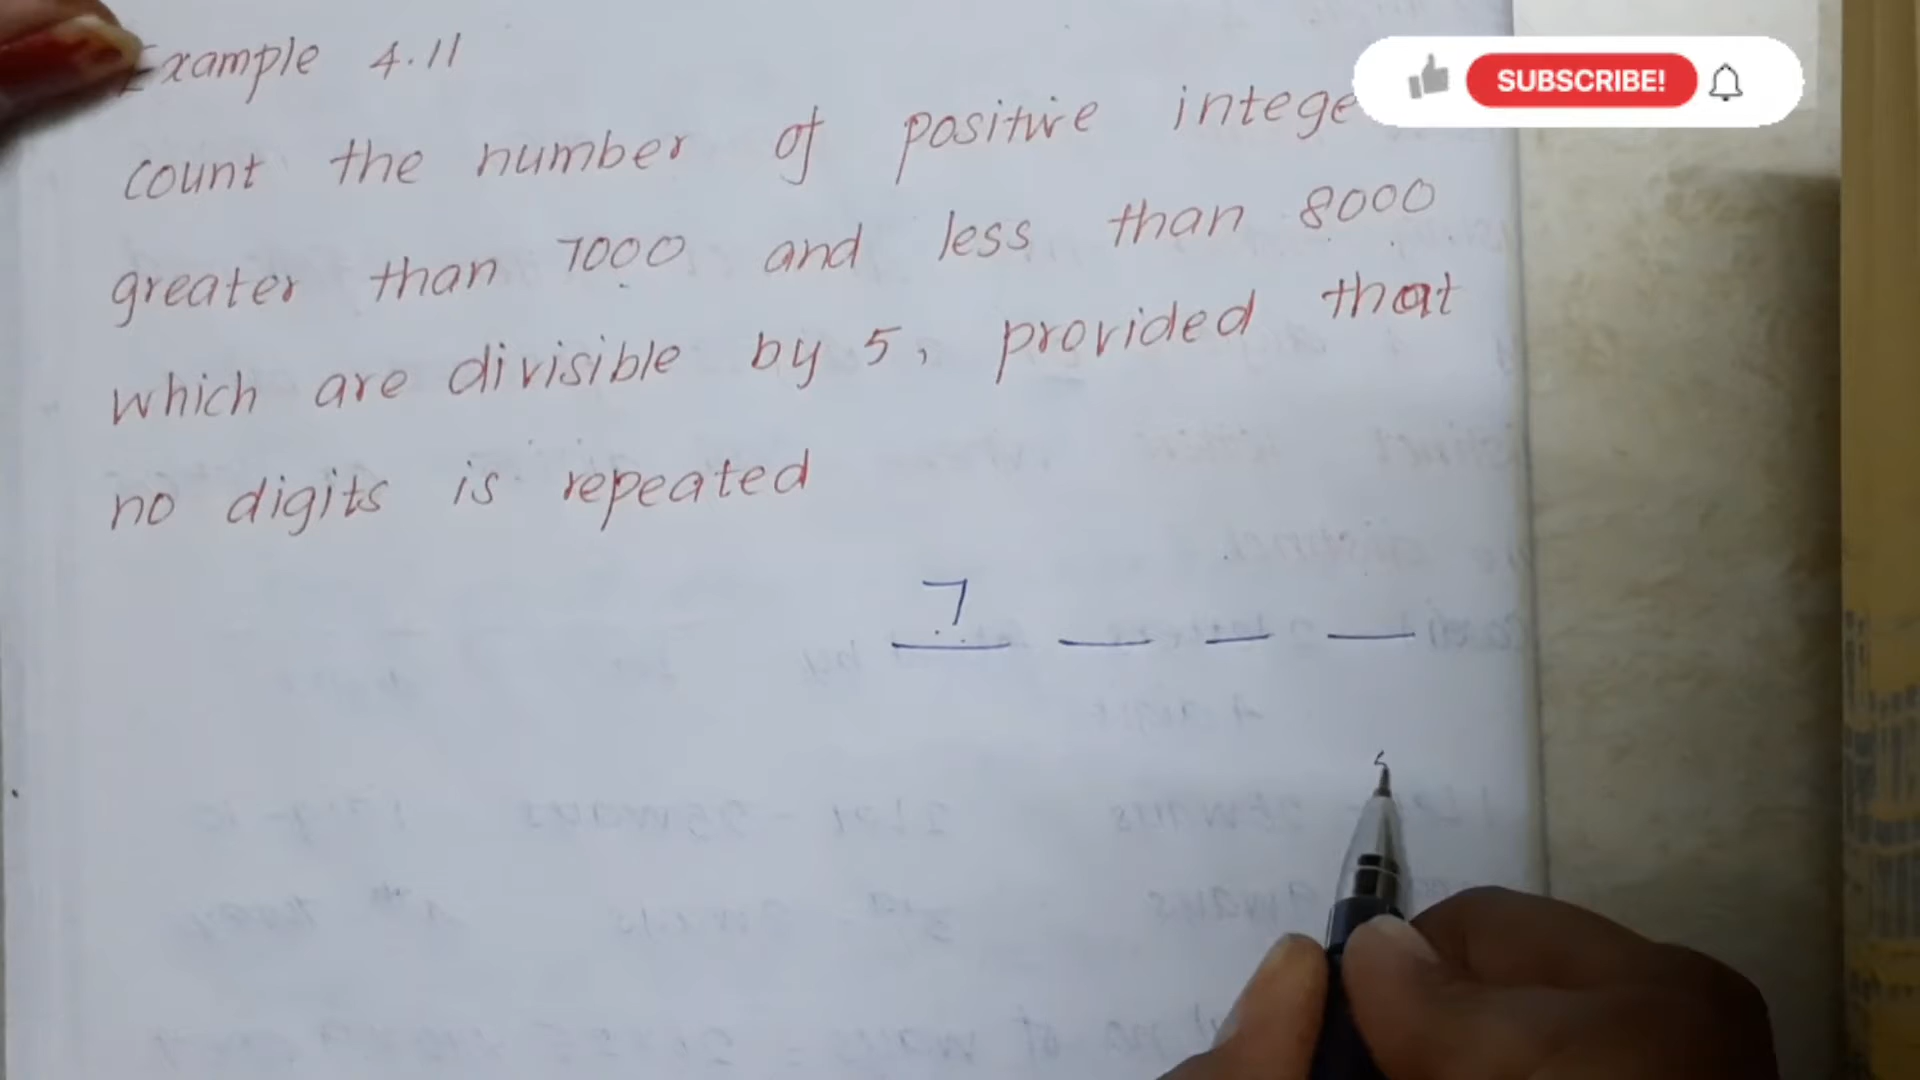 Example 4.11
SUBSCRIBE!
count the number of positive intege
greater than 7000 and less than 8000
which are divisible by 5, provided that
no digits is repeated
7